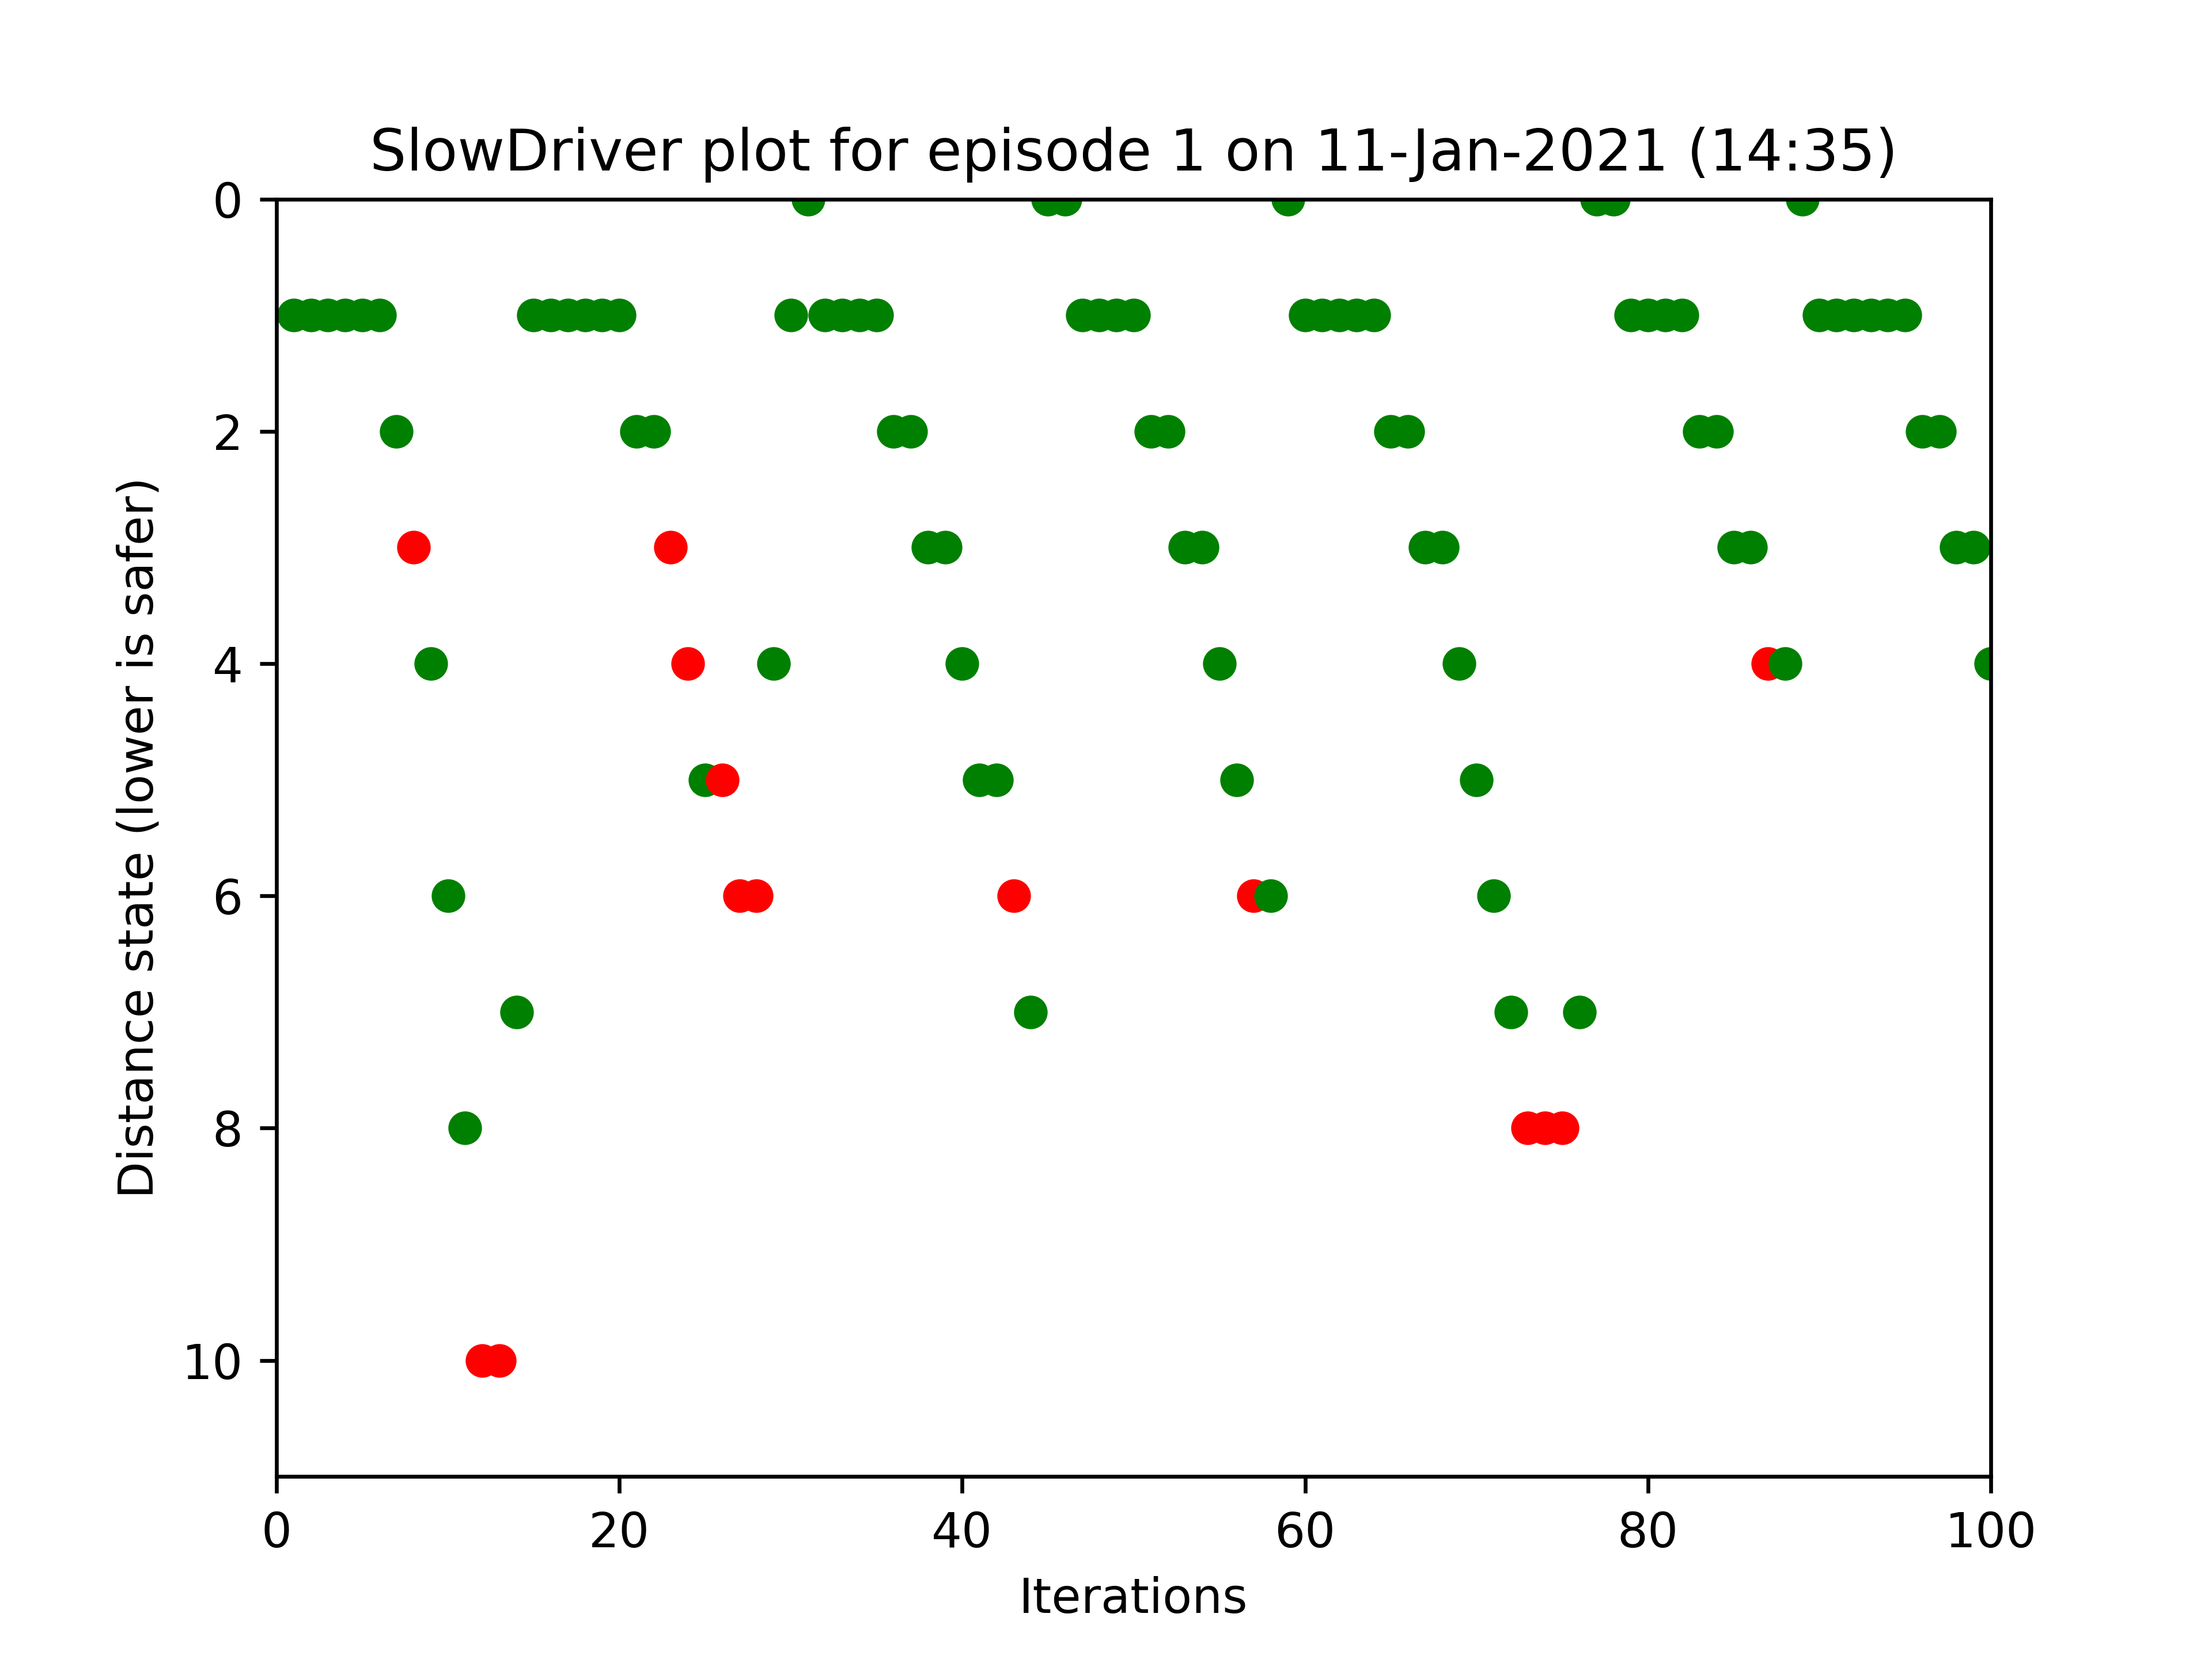 SlowDriver plot for episode 1 on 11-Jan-2021 (14:35)
0
2
4
6
8
10
Distance state (lower is safer)
0 20 40 60 80 100
Iterations